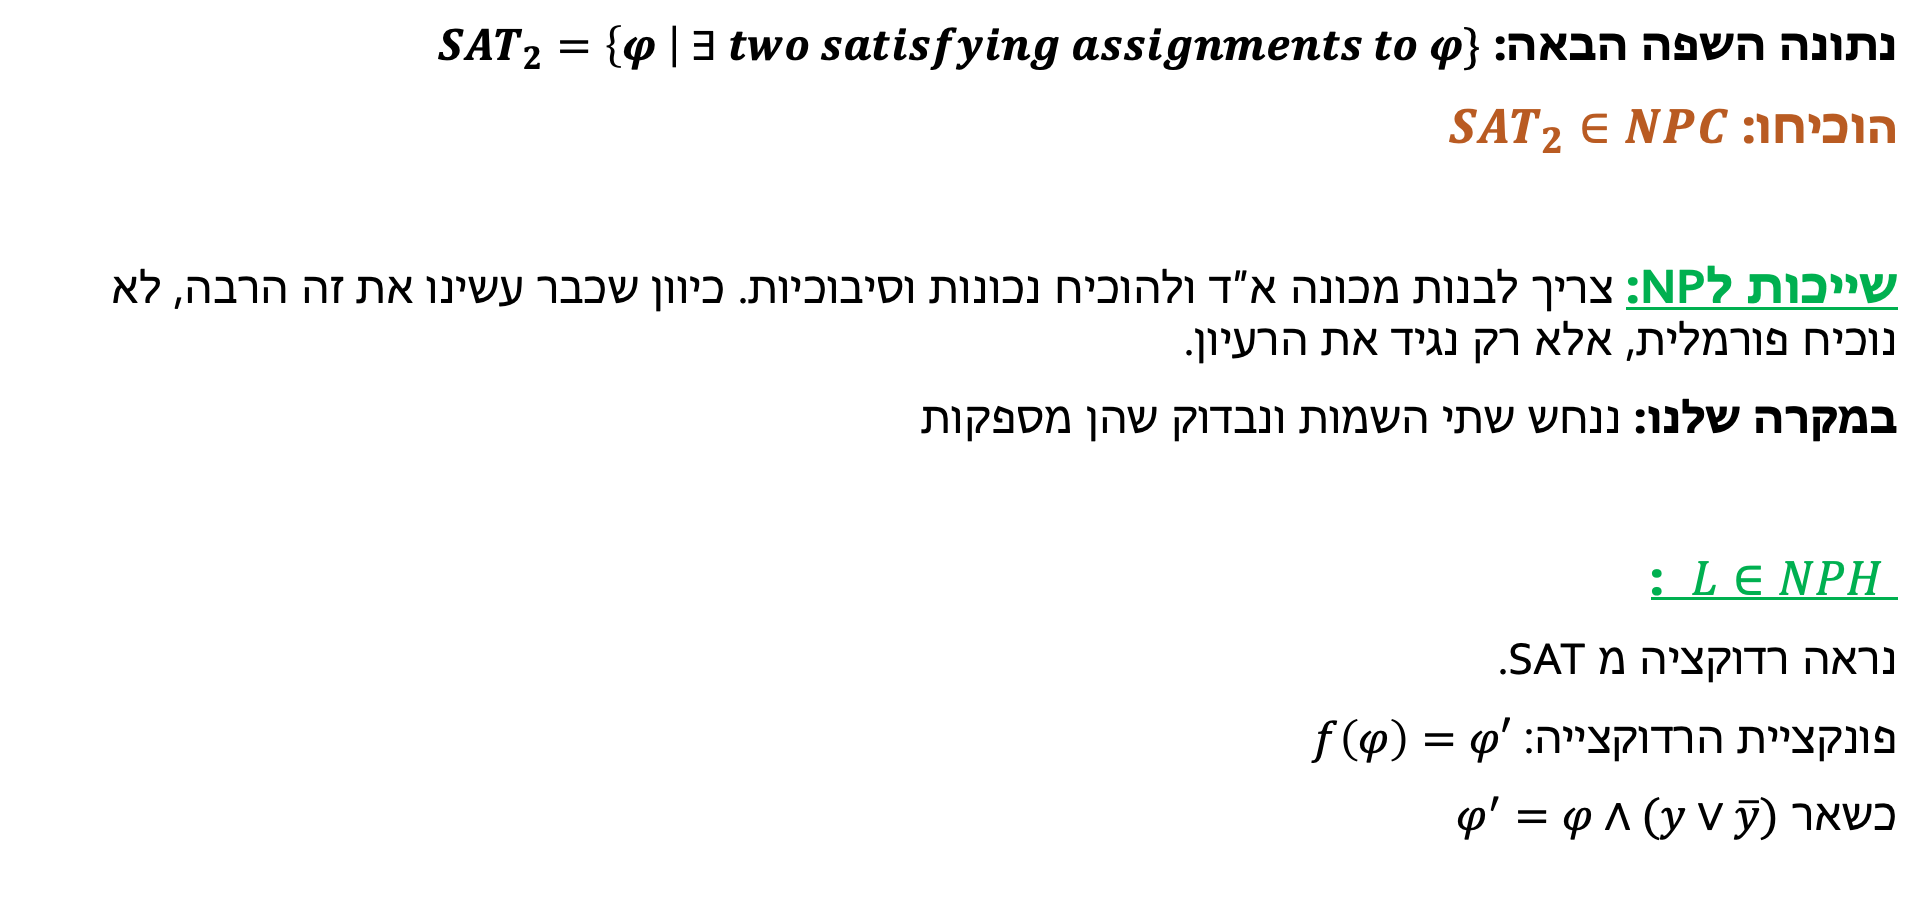 נתונה השפה הבאה: SAT₂ = {φ | ∃ two satisfying assignments to φ}
הוכיחו: SAT₂ ∈ NPC
שייכות לNP: צריך לבנות מכונה א"ד ולהוכיח נכונות וסיבוכיות. כיוון שכבר עשינו את זה הרבה, לא
נוכיח פורמלית, אלא רק נגיד את הרעיון.
במקרה שלנו: ננחש שתי השמות ונבדוק שהן מספקות
L ∈ NPH :
נראה רדוקציה מ SAT.
פונקציית הרדוקצייה: f(φ) = φ′
כשאר φ′ = φ ∧ (y ∨ ȳ)